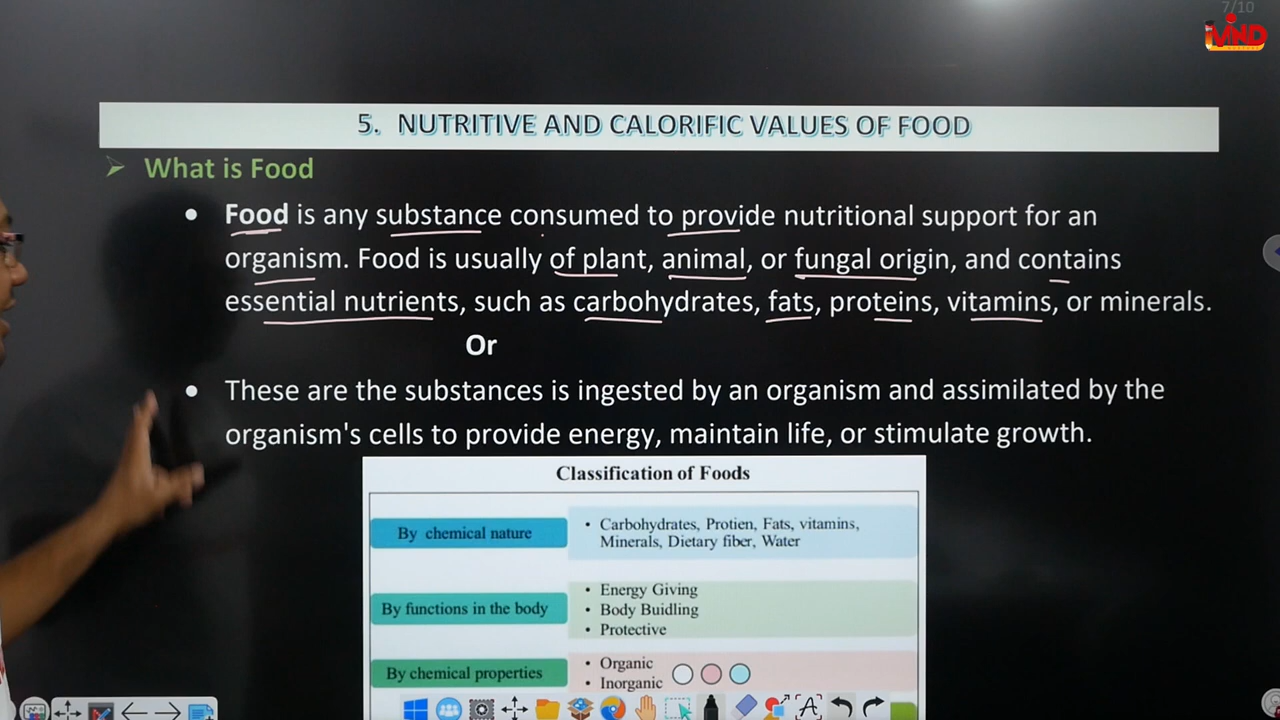 7/10
iMIND
5. NUTRITIVE AND CALORIFIC VALUES OF FOOD
What is Food
Food is any substance consumed to provide nutritional support for an
organism. Food is usually of plant, animal, or fungal origin, and contains
essential nutrients, such as carbohydrates, fats, proteins, vitamins, or minerals.
Or
These are the substances is ingested by an organism and assimilated by the
organism's cells to provide energy, maintain life, or stimulate growth.
Classification of Foods
By chemical nature
• Carbohydrates, Protien, Fats, vitamins,
Minerals, Dietary fiber, Water
By functions in the body
• Energy Giving
• Body Buidling
• Protective
By chemical properties
• Organic
• Inorganic